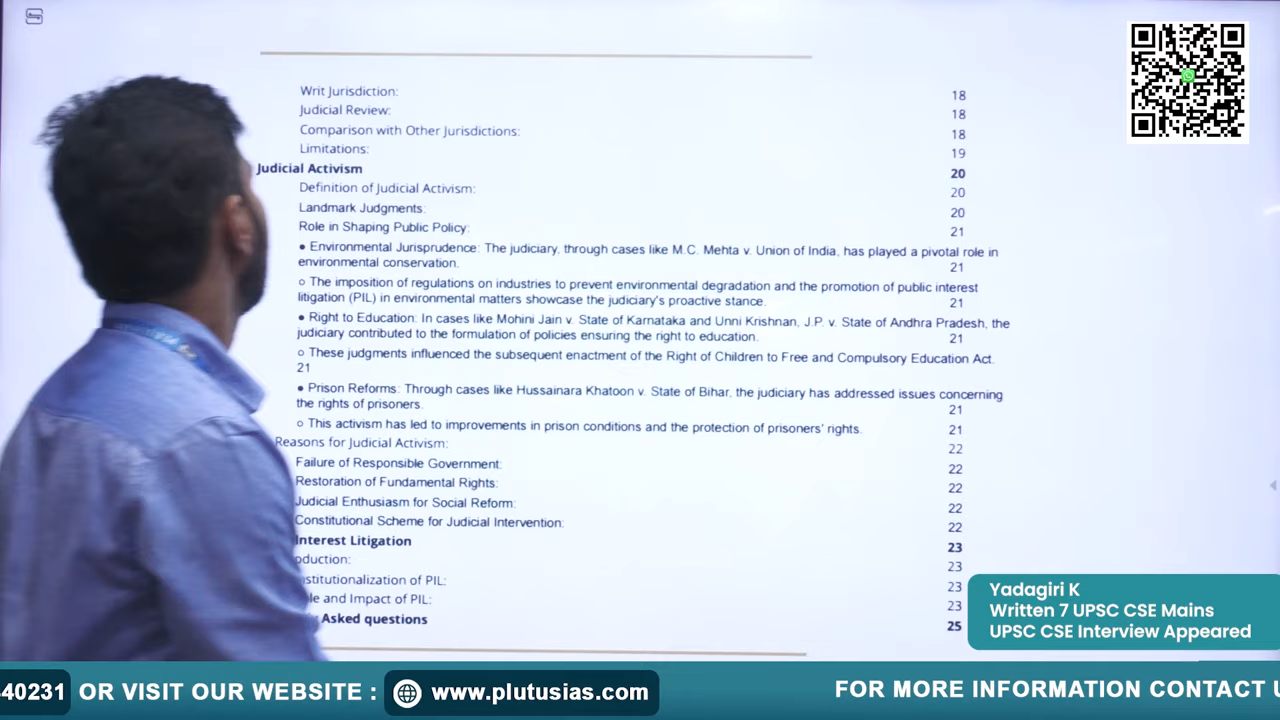 Writ Jurisdiction: 18
Judicial Review: 18
Comparison with Other Jurisdictions: 18
Limitations: 19
Judicial Activism 20
Definition of Judicial Activism: 20
Landmark Judgments: 20
Role in Shaping Public Policy: 21
● Environmental Jurisprudence: The judiciary, through cases like M.C. Mehta v. Union of India, has played a pivotal role in
environmental conservation. 21
○ The imposition of regulations on industries to prevent environmental degradation and the promotion of public interest
litigation (PIL) in environmental matters showcase the judiciary's proactive stance. 21
● Right to Education: In cases like Mohini Jain v. State of Karnataka and Unni Krishnan, J.P. v. State of Andhra Pradesh, the
judiciary contributed to the formulation of policies ensuring the right to education. 21
○ These judgments influenced the subsequent enactment of the Right of Children to Free and Compulsory Education Act.
21
● Prison Reforms: Through cases like Hussainara Khatoon v. State of Bihar, the judiciary has addressed issues concerning
the rights of prisoners. 21
○ This activism has led to improvements in prison conditions and the protection of prisoners' rights. 21
Reasons for Judicial Activism: 22
Failure of Responsible Government: 22
Restoration of Fundamental Rights: 22
Judicial Enthusiasm for Social Reform: 22
Constitutional Scheme for Judicial Intervention: 22
Interest Litigation 23
oduction: 23
stitutionalization of PIL: 23
le and Impact of PIL: 23
Asked questions 25
Yadagiri K
Written 7 UPSC CSE Mains
UPSC CSE Interview Appeared
40231 OR VISIT OUR WEBSITE : www.plutusias.com FOR MORE INFORMATION CONTACT U